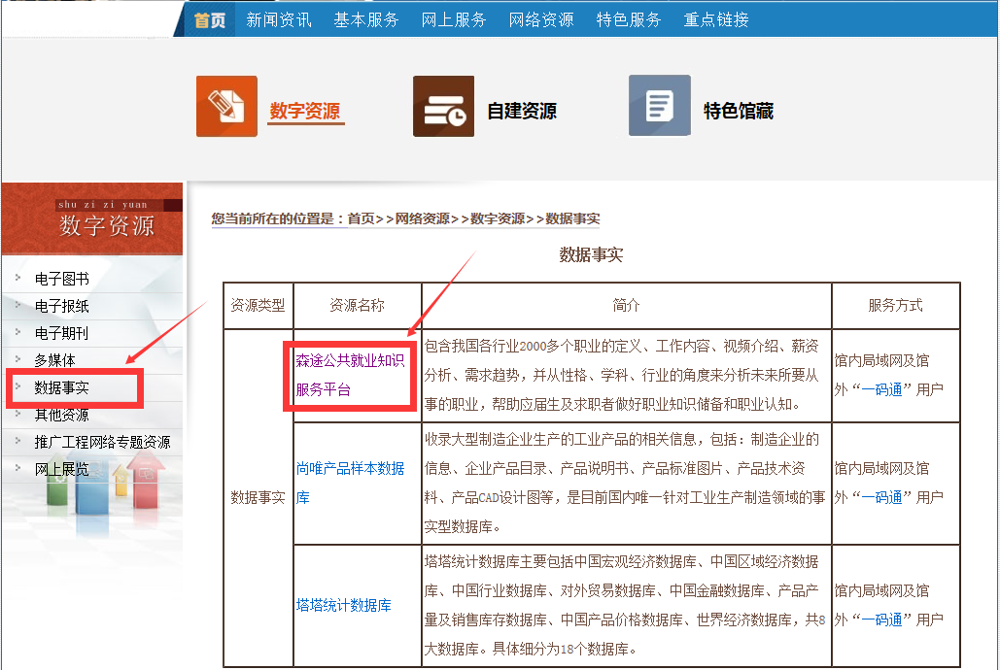 首页 新闻资讯 基本服务 网上服务 网络资源 特色服务 重点链接
数字资源 自建资源 特色馆藏
shu zi zi yuan
数字资源
电子图书
电子报纸
电子期刊
多媒体
数据事实
其他资源
推广工程网络专题资源
网上展览
您当前所在的位置是：首页>>网络资源>>数字资源>>数据事实
数据事实
资源类型 资源名称 简介 服务方式
数据事实
森途公共就业知识
服务平台
包含我国各行业2000多个职业的定义、工作内容、视频介绍、薪资
分析、需求趋势，并从性格、学科、行业的角度来分析未来所要从
事的职业，帮助应届生及求职者做好职业知识储备和职业认知。
馆内局域网及馆
外“一码通”用户
尚唯产品样本数据
库
收录大型制造企业生产的工业产品的相关信息，包括：制造企业的
信息、企业产品目录、产品说明书、产品标准图片、产品技术资
料、产品CAD设计图等，是目前国内唯一针对工业生产制造领域的事
实型数据库。
馆内局域网及馆
外“一码通”用户
塔塔统计数据库
塔塔统计数据库主要包括中国宏观经济数据库、中国区域经济数据
库、中国行业数据库、对外贸易数据库、中国金融数据库、产品产
量及销售库存数据库、中国产品价格数据库、世界经济数据库，共8
大数据库。具体细分为18个数据库。
馆内局域网及馆
外“一码通”用户